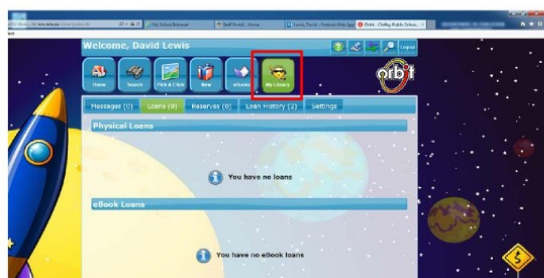 Welcome, David Lewis
Logout
Home Search Pick & Click New eBooks My Library
orbit
Messages (0) Loans (0) Reserves (0) Loan History (2) Settings
Physical Loans
You have no loans
eBook Loans
You have no eBook loans